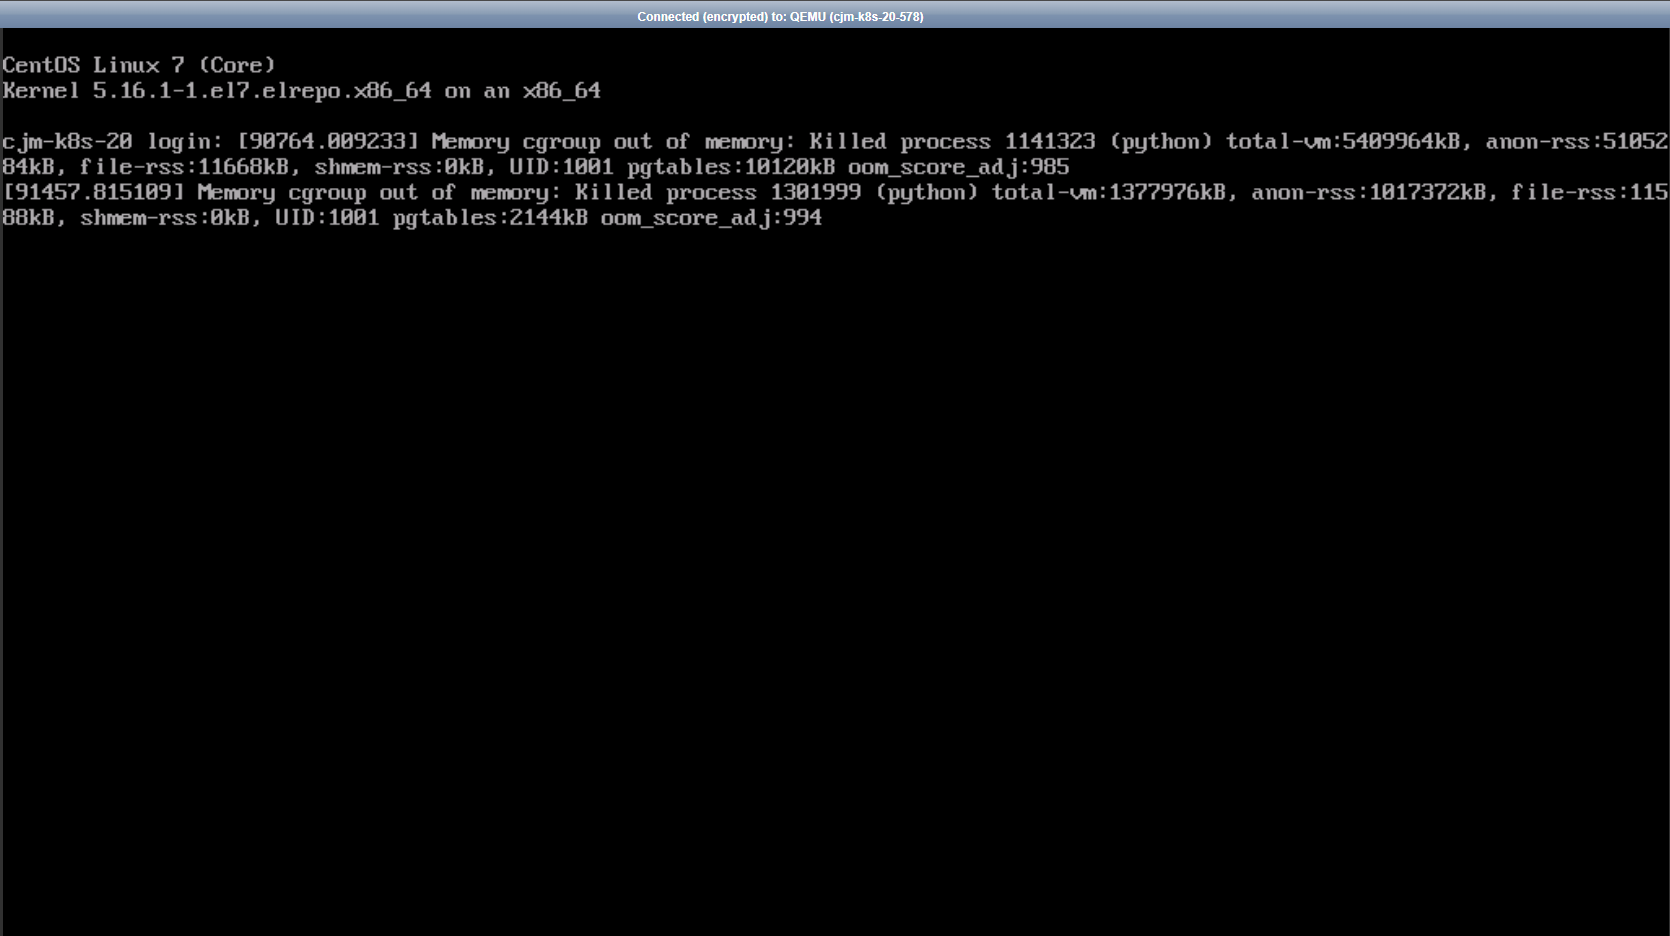 Connected (encrypted) to: QEMU (cjm-k8s-20-578)
CentOS Linux 7 (Core)
Kernel 5.16.1-1.el7.elrepo.x86_64 on an x86_64
cjm-k8s-20 login: [90764.009233] Memory cgroup out of memory: Killed process 1141323 (python) total-vm:5409964kB, anon-rss:51052
84kB, file-rss:11668kB, shmem-rss:0kB, UID:1001 pgtables:10120kB oom_score_adj:985
[91457.815109] Memory cgroup out of memory: Killed process 1301999 (python) total-vm:1377976kB, anon-rss:1017372kB, file-rss:115
88kB, shmem-rss:0kB, UID:1001 pgtables:2144kB oom_score_adj:994